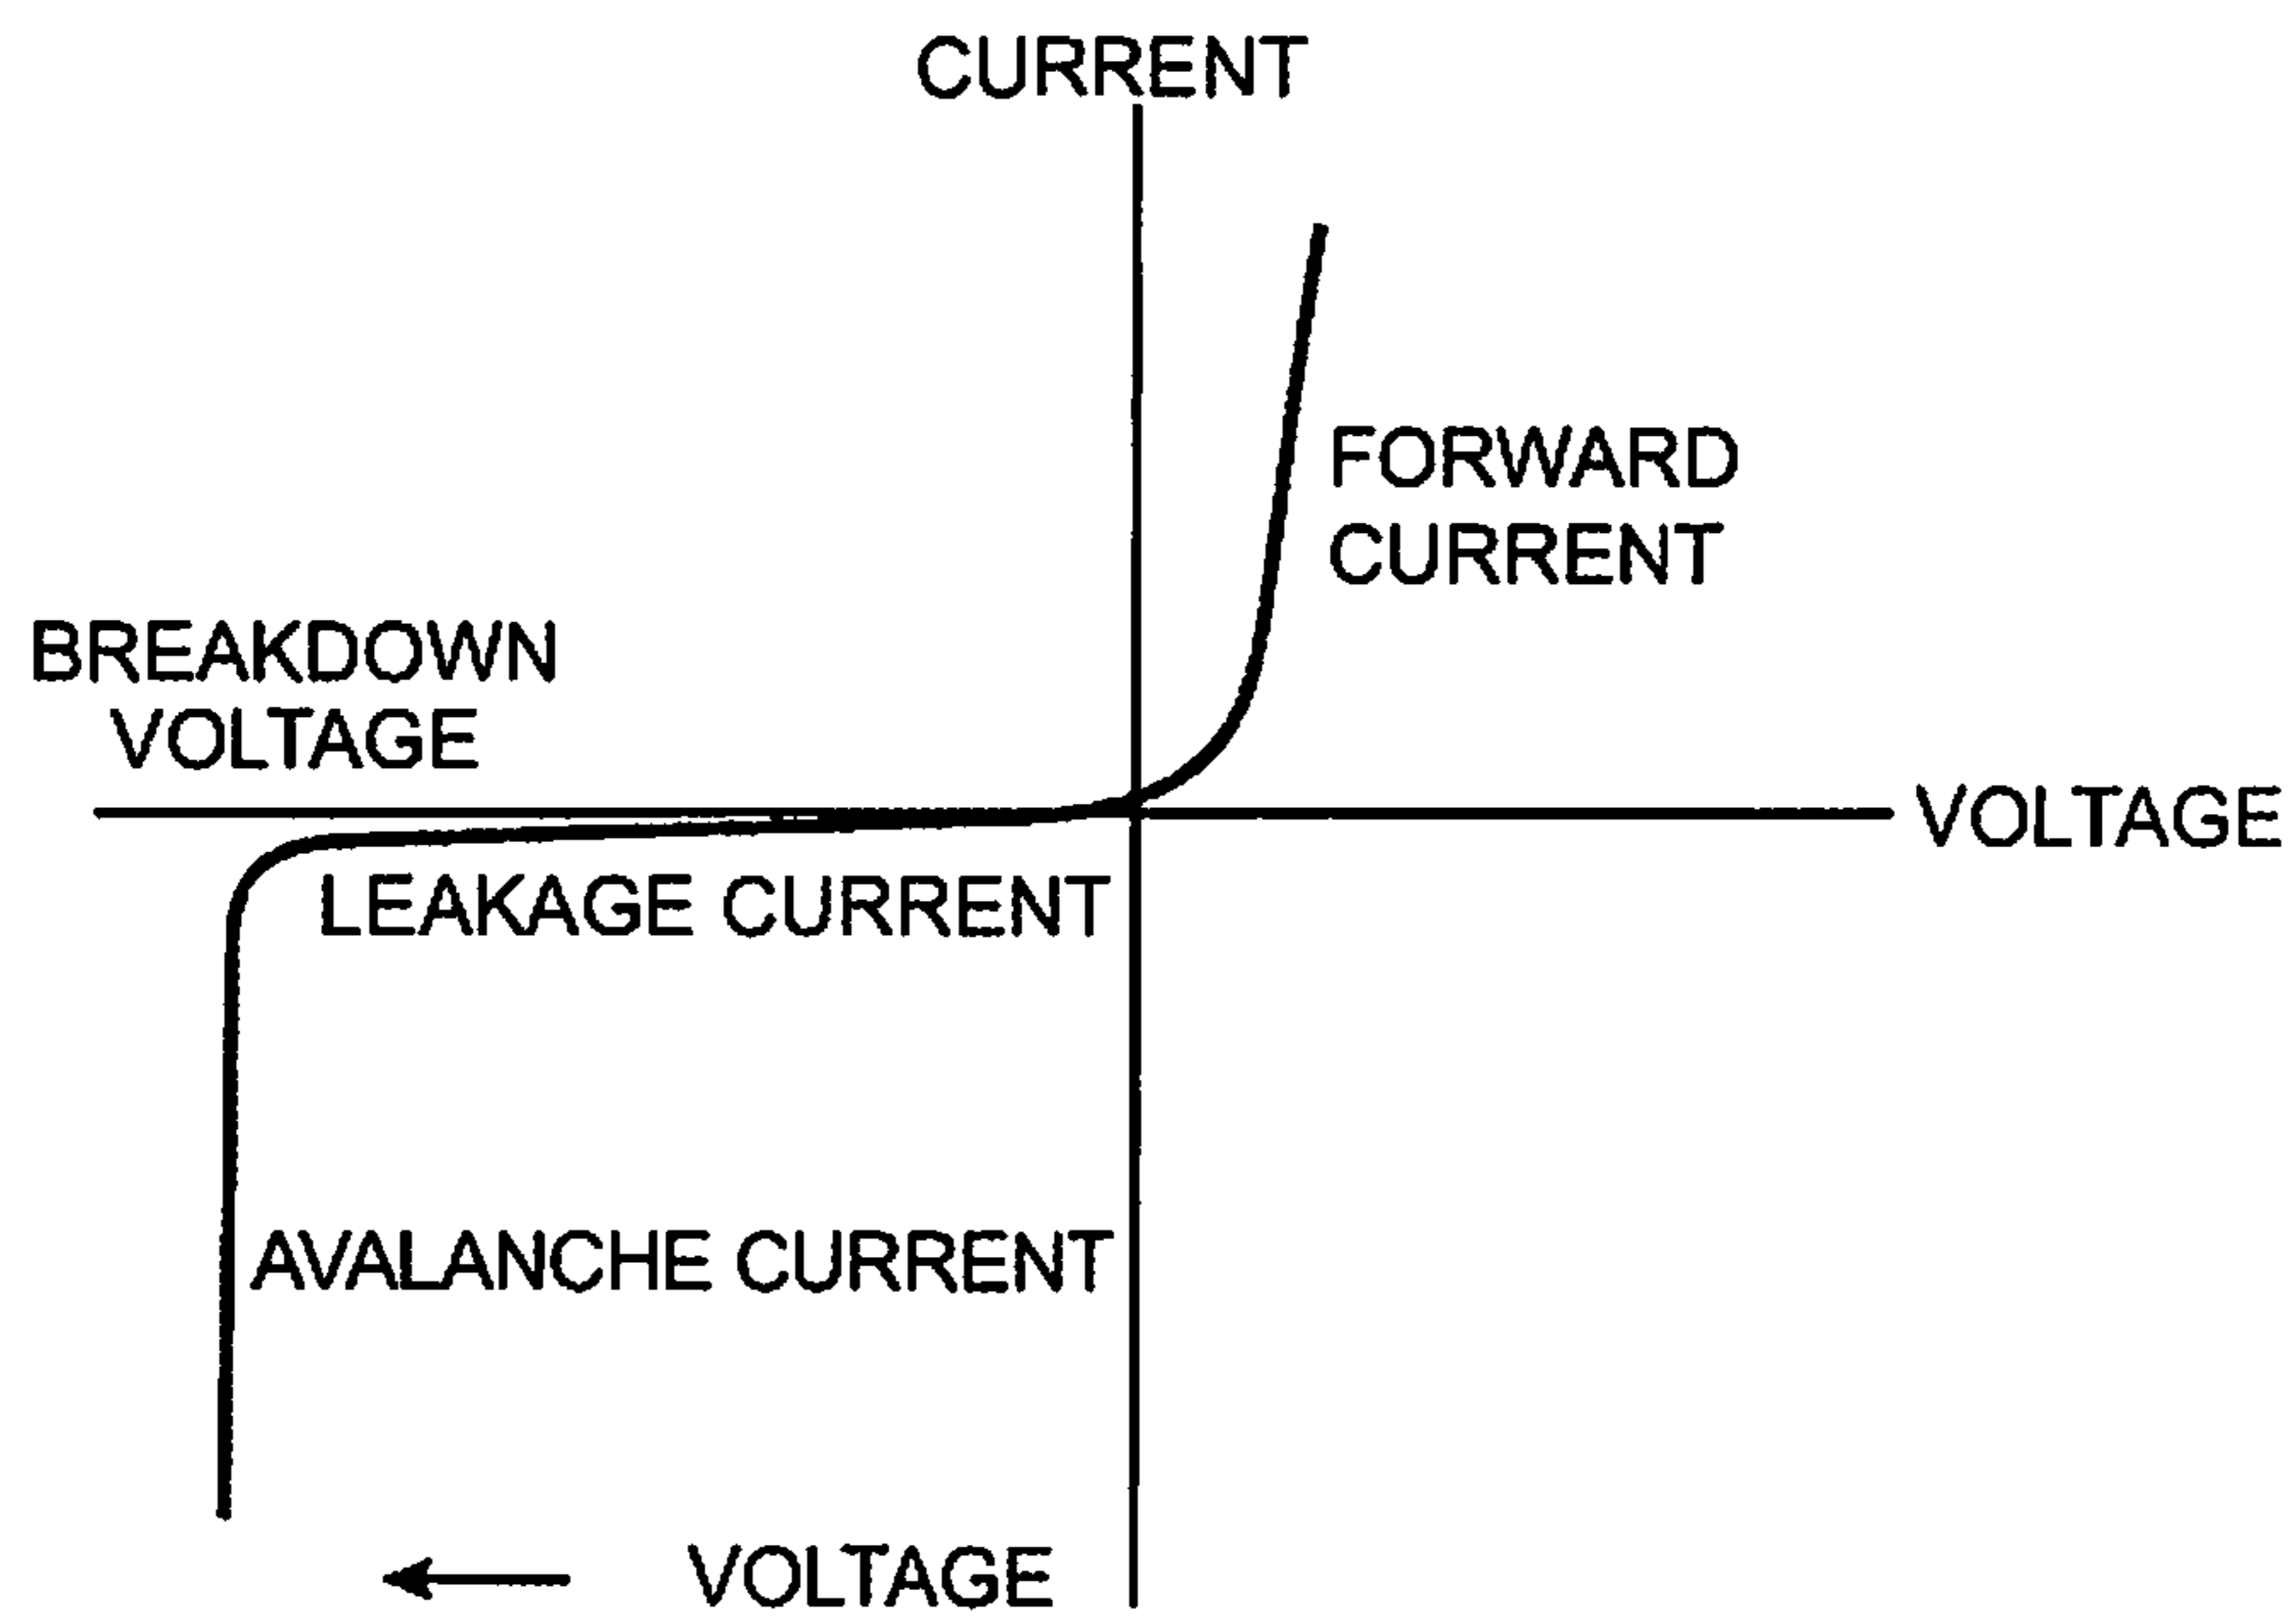 CURRENT
FORWARD
CURRENT
BREAKDOWN
VOLTAGE
VOLTAGE
LEAKAGE CURRENT
AVALANCHE CURRENT
VOLTAGE